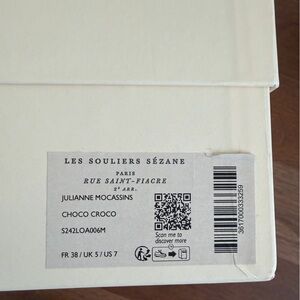 LES SOULIERS SÉZANE
PARIS
RUE SAINT-FIACRE
2e ARR.
JULIANNE MOCASSINS
CHOCO CROCO
S242LOA006M
Scan me to
discover more
FR 38 / UK 5 / US 7
3617000333259